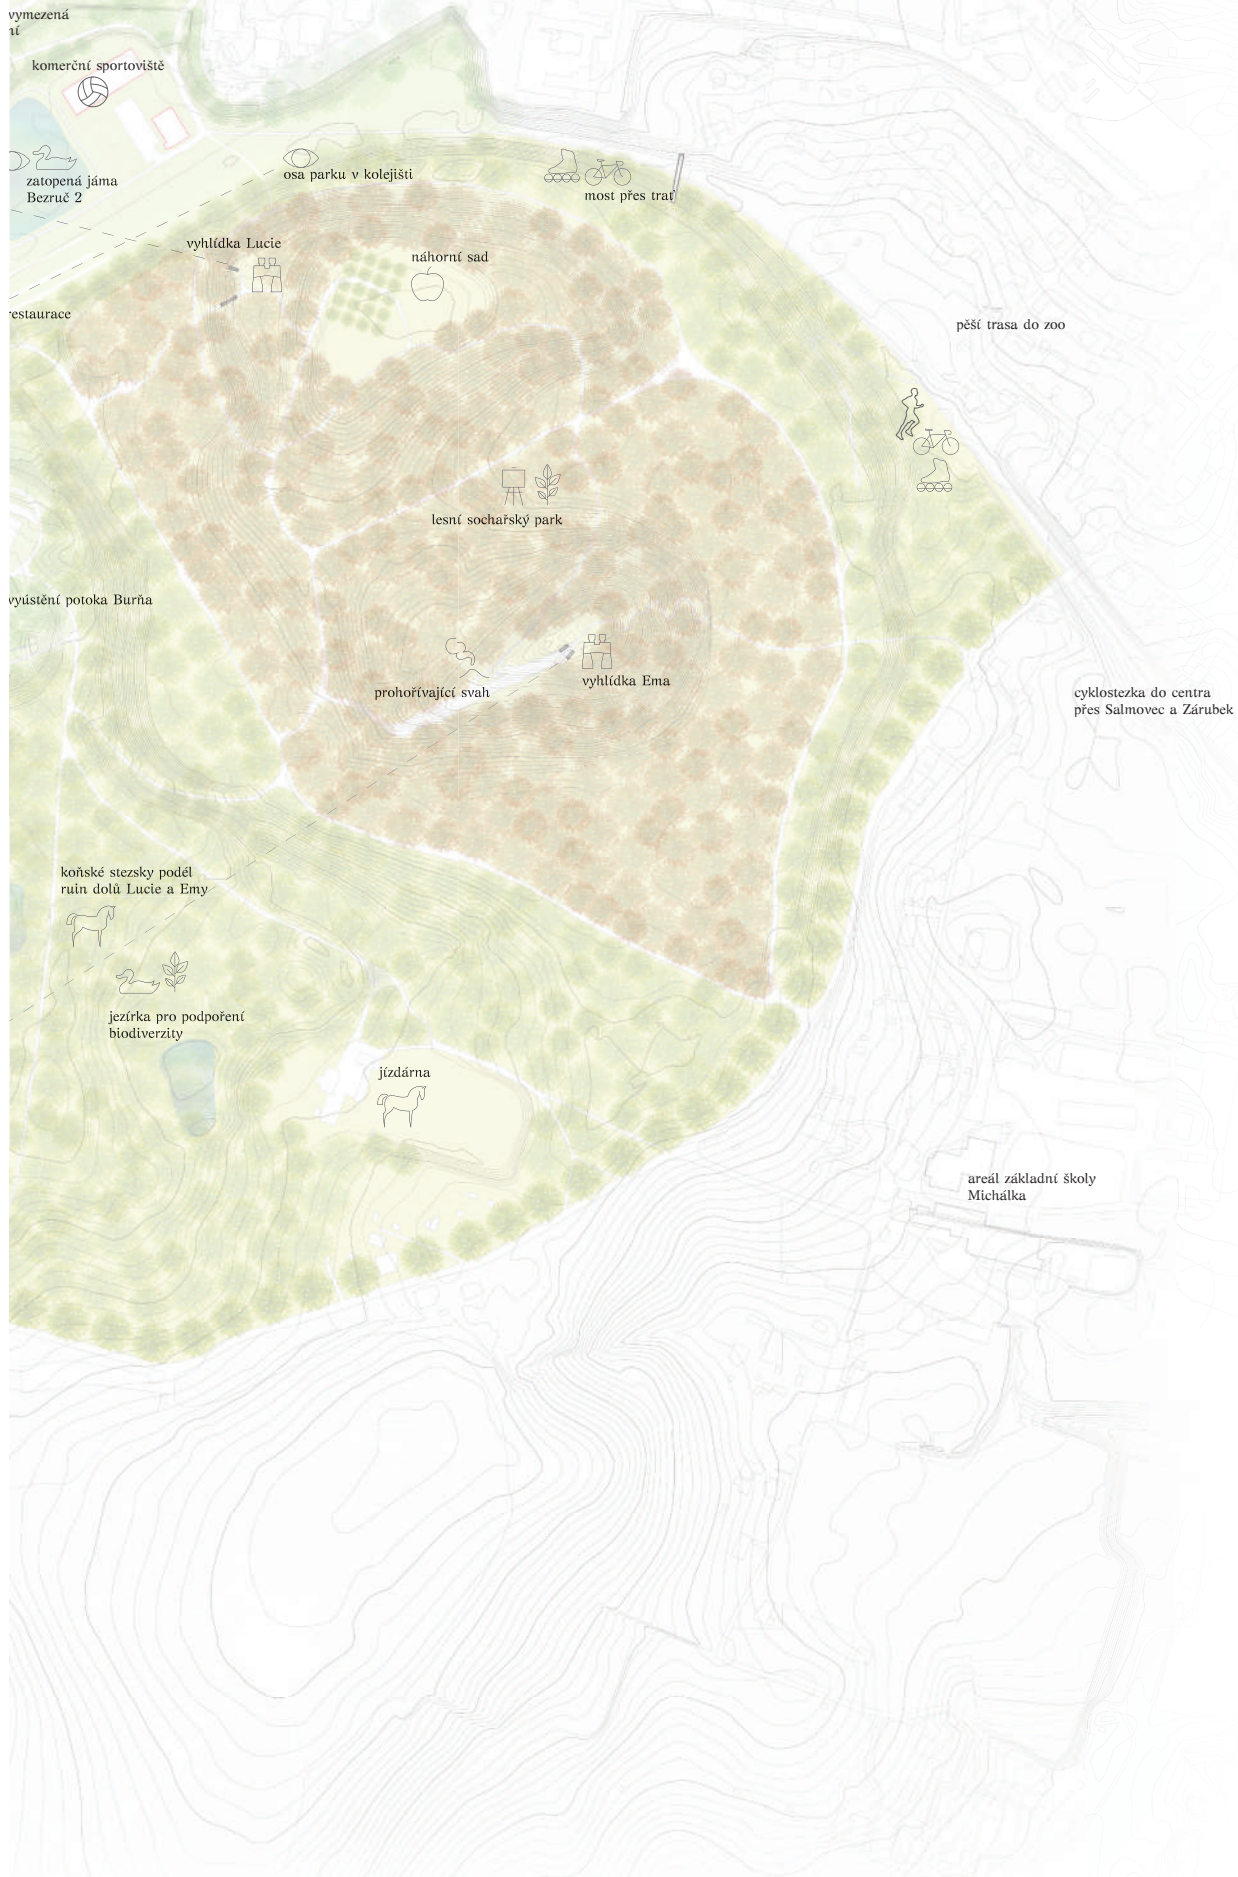 vymezená
ní
komerční sportoviště
zatopená jáma
Bezruč 2
osa parku v kolejišti
most přes trať
vyhlídka Lucie
náhorní sad
restaurace
pěší trasa do zoo
lesní sochařský park
vyústění potoka Burňa
prohořívající svah
vyhlídka Ema
cyklostezka do centra
přes Salmovec a Zárubek
koňské stezsky podél
ruin dolů Lucie a Emy
jezírka pro podpoření
biodiverzity
jízdárna
areál základní školy
Michálka